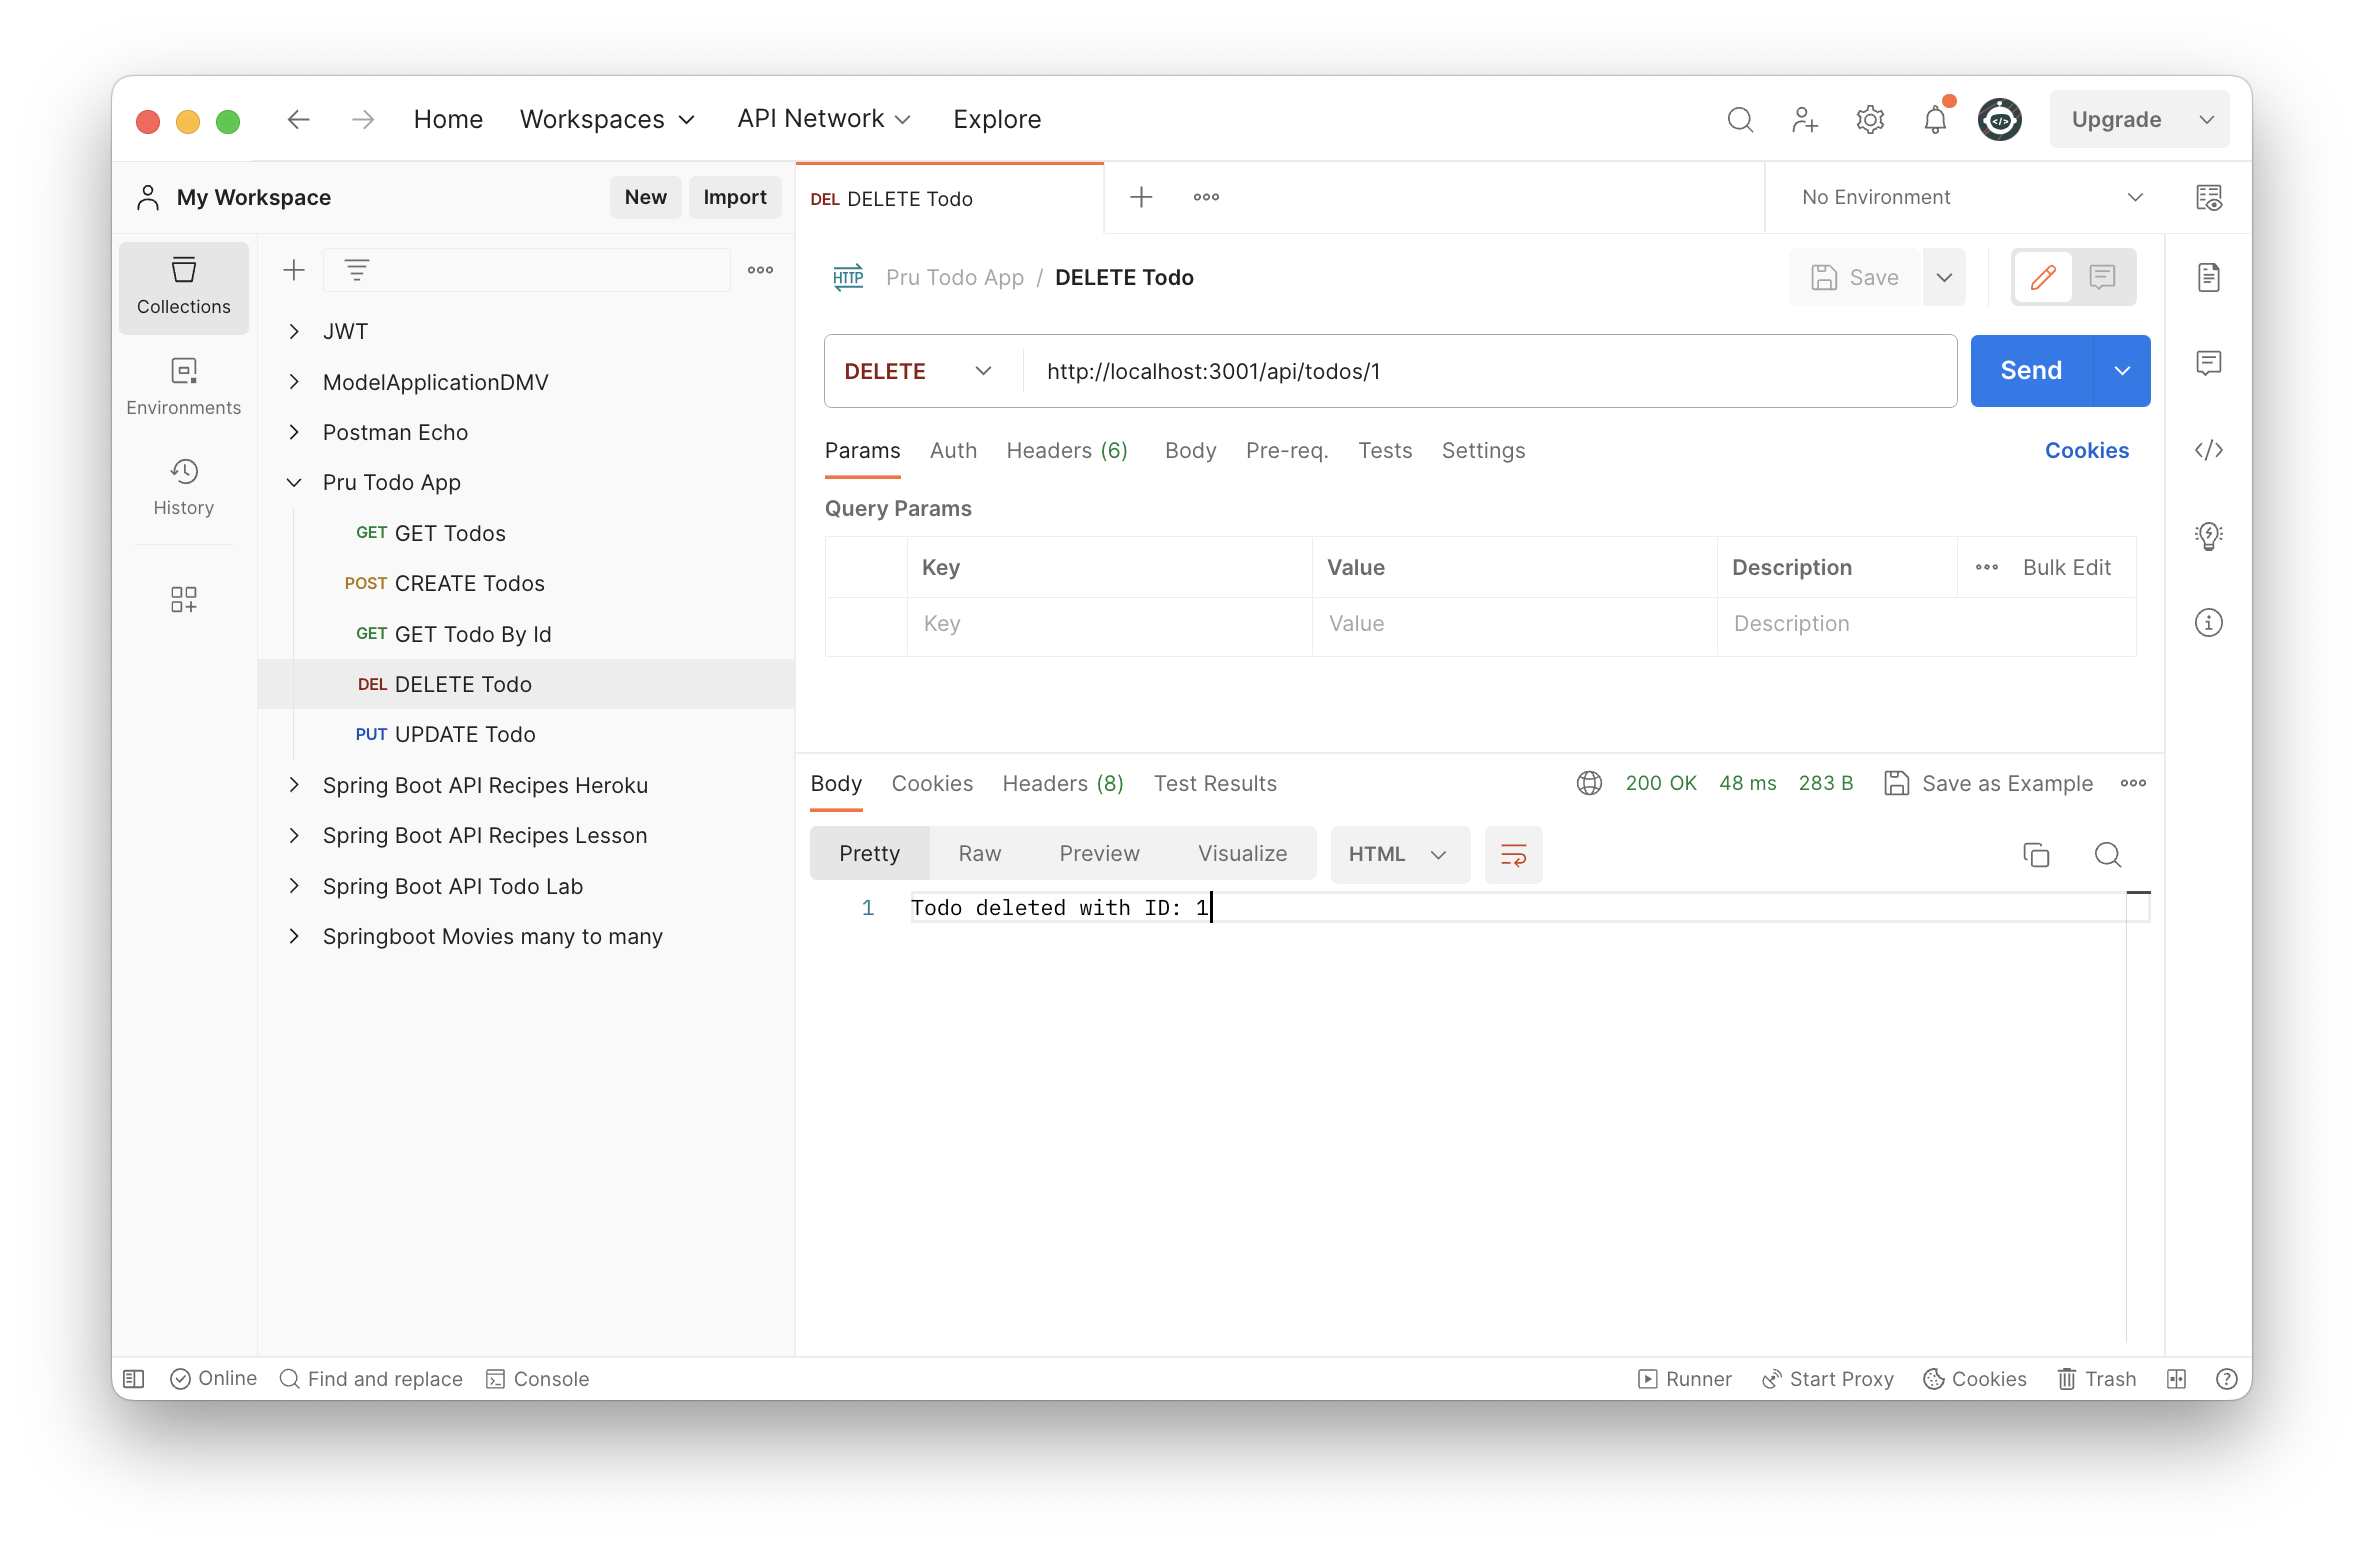 Home Workspaces API Network Explore Upgrade
My Workspace New Import
DEL DELETE Todo No Environment
Collections
Environments
History
JWT
ModelApplicationDMV
Postman Echo
Pru Todo App
GET GET Todos
POST CREATE Todos
GET GET Todo By Id
DEL DELETE Todo
PUT UPDATE Todo
Spring Boot API Recipes Heroku
Spring Boot API Recipes Lesson
Spring Boot API Todo Lab
Springboot Movies many to many
HTTP Pru Todo App / DELETE Todo Save
DELETE http://localhost:3001/api/todos/1 Send
Params Auth Headers (6) Body Pre-req. Tests Settings Cookies
Query Params
Key Value Description Bulk Edit
Key Value Description
Body Cookies Headers (8) Test Results 200 OK 48 ms 283 B Save as Example
Pretty Raw Preview Visualize HTML
1 Todo deleted with ID: 1
Online Find and replace Console Runner Start Proxy Cookies Trash